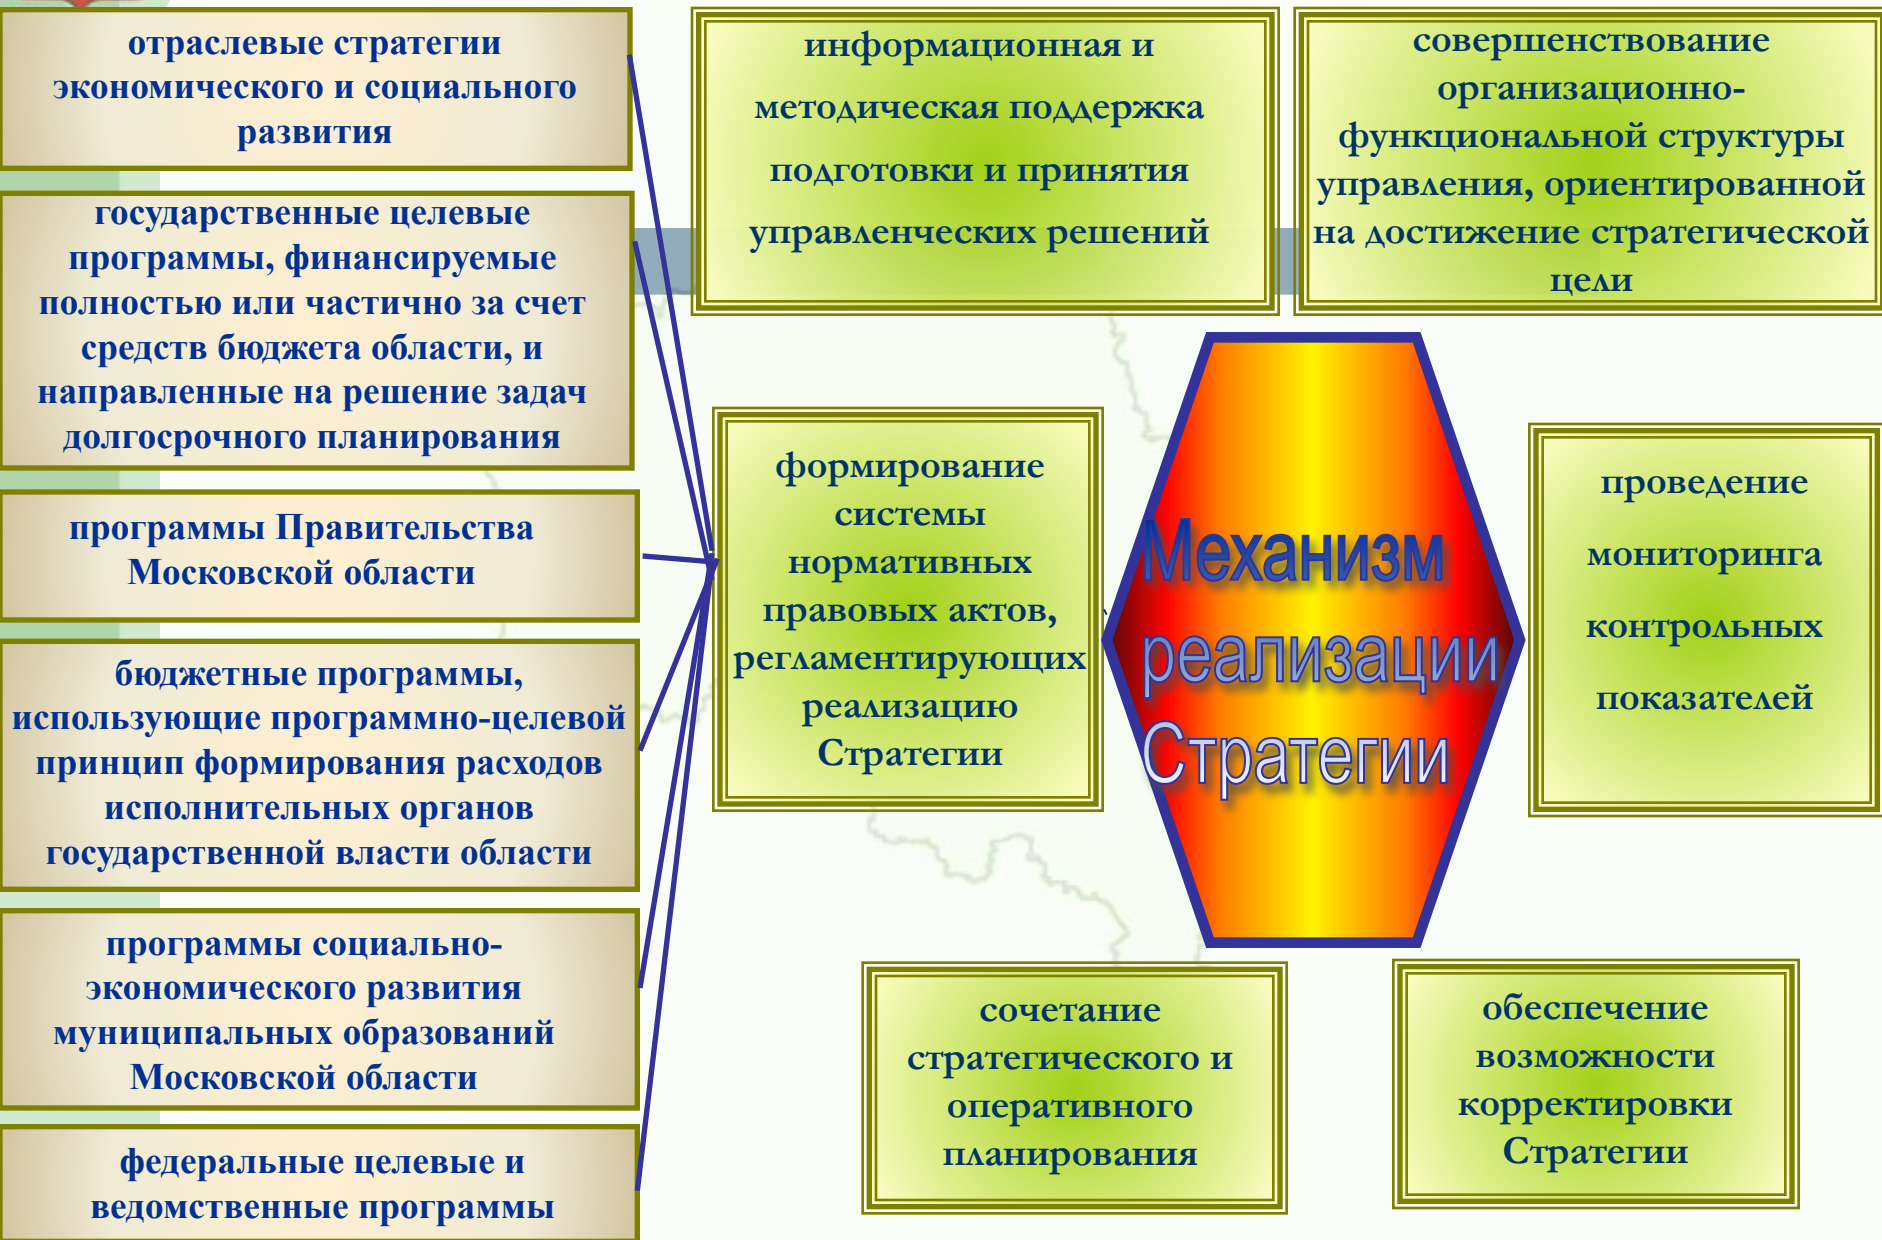 отраслевые стратегии
экономического и социального
развития
государственные целевые
программы, финансируемые
полностью или частично за счет
средств бюджета области, и
направленные на решение задач
долгосрочного планирования
программы Правительства
Московской области
бюджетные программы,
использующие программно-целевой
принцип формирования расходов
исполнительных органов
государственной власти области
программы социально-
экономического развития
муниципальных образований
Московской области
федеральные целевые и
ведомственные программы
информационная и
методическая поддержка
подготовки и принятия
управленческих решений
совершенствование
организационно-
функциональной структуры
управления, ориентированной
на достижение стратегической
цели
формирование
системы
нормативных
правовых актов,
регламентирующих
реализацию
Стратегии
Механизм
реализации
Стратегии
проведение
мониторинга
контрольных
показателей
сочетание
стратегического и
оперативного
планирования
обеспечение
возможности
корректировки
Стратегии